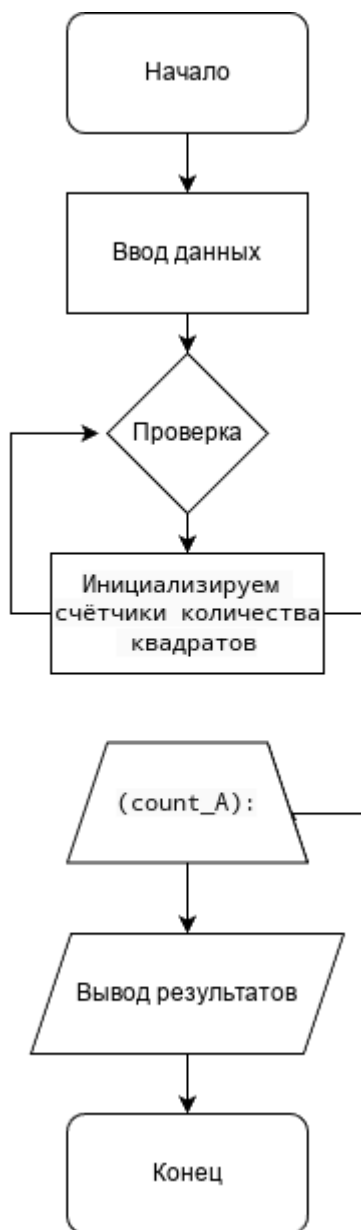 Начало
Ввод данных
Проверка
Инициализируем
счётчики количества
квадратов
(count_A):
Вывод результатов
Конец